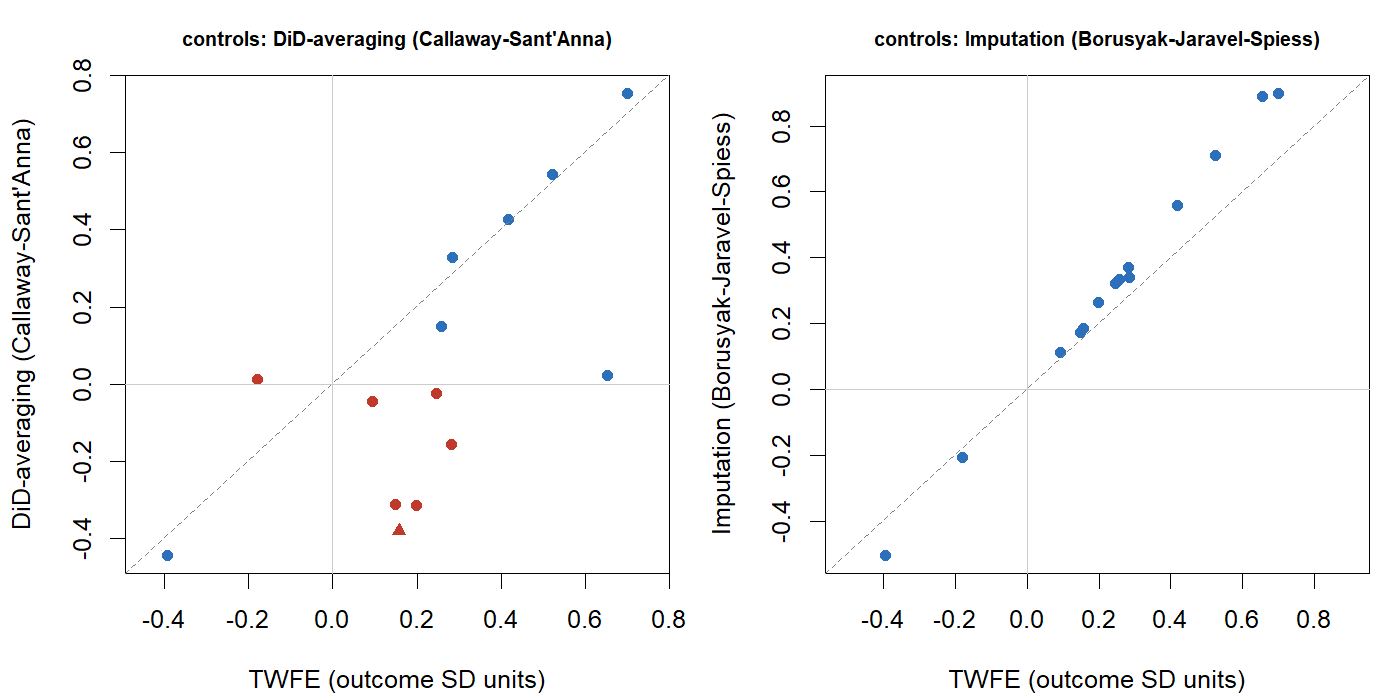 controls: DiD-averaging (Callaway-Sant'Anna)
DiD-averaging (Callaway-Sant'Anna)
0.8
0.6
0.4
0.2
0.0
-0.2
-0.4
-0.4 -0.2 0.0 0.2 0.4 0.6 0.8
TWFE (outcome SD units)
controls: Imputation (Borusyak-Jaravel-Spiess)
Imputation (Borusyak-Jaravel-Spiess)
0.8
0.6
0.4
0.2
0.0
-0.2
-0.4
-0.4 -0.2 0.0 0.2 0.4 0.6 0.8
TWFE (outcome SD units)